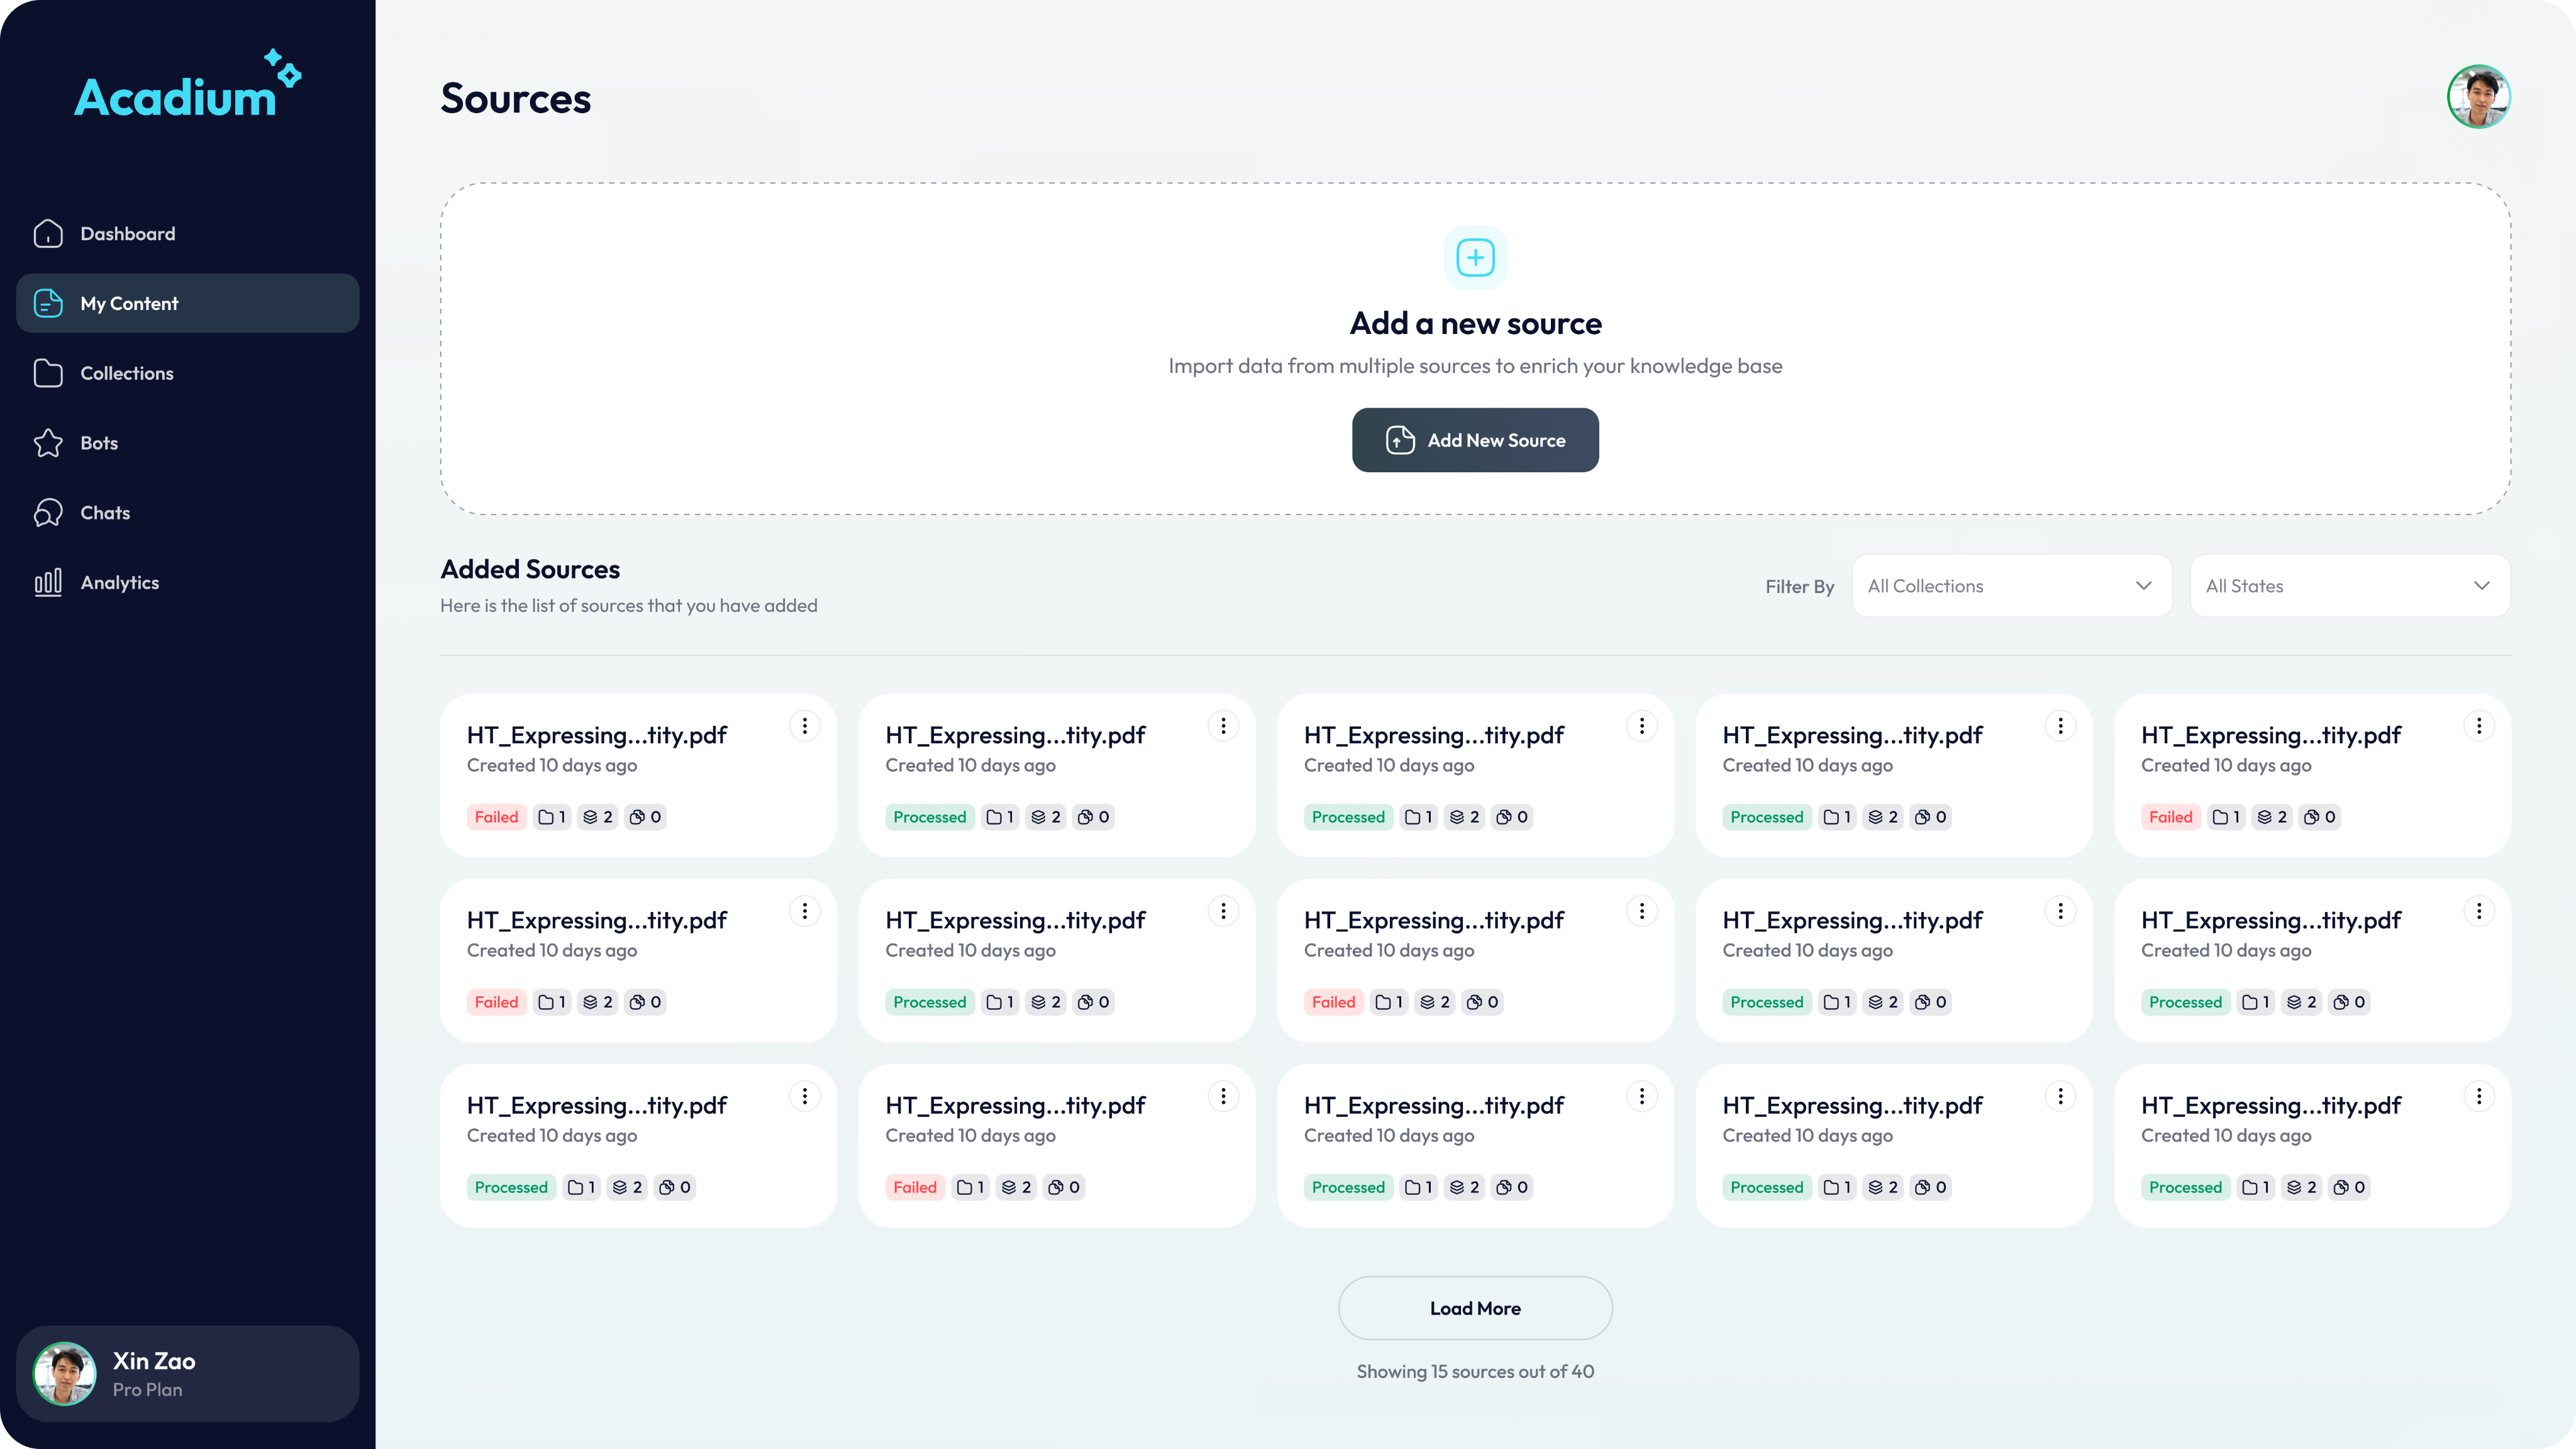 Acadium
Dashboard
My Content
Collections
Bots
Chats
Analytics
Xin Zao
Pro Plan
Sources
Add a new source
Import data from multiple sources to enrich your knowledge base
Add New Source
Added Sources
Here is the list of sources that you have added
Filter By
All Collections
All States
HT_Expressing...tity.pdf
Created 10 days ago
Failed 1 2 0
HT_Expressing...tity.pdf
Created 10 days ago
Processed 1 2 0
HT_Expressing...tity.pdf
Created 10 days ago
Processed 1 2 0
HT_Expressing...tity.pdf
Created 10 days ago
Processed 1 2 0
HT_Expressing...tity.pdf
Created 10 days ago
Failed 1 2 0
HT_Expressing...tity.pdf
Created 10 days ago
Failed 1 2 0
HT_Expressing...tity.pdf
Created 10 days ago
Processed 1 2 0
HT_Expressing...tity.pdf
Created 10 days ago
Failed 1 2 0
HT_Expressing...tity.pdf
Created 10 days ago
Processed 1 2 0
HT_Expressing...tity.pdf
Created 10 days ago
Processed 1 2 0
HT_Expressing...tity.pdf
Created 10 days ago
Processed 1 2 0
HT_Expressing...tity.pdf
Created 10 days ago
Failed 1 2 0
HT_Expressing...tity.pdf
Created 10 days ago
Processed 1 2 0
HT_Expressing...tity.pdf
Created 10 days ago
Processed 1 2 0
HT_Expressing...tity.pdf
Created 10 days ago
Processed 1 2 0
Load More
Showing 15 sources out of 40